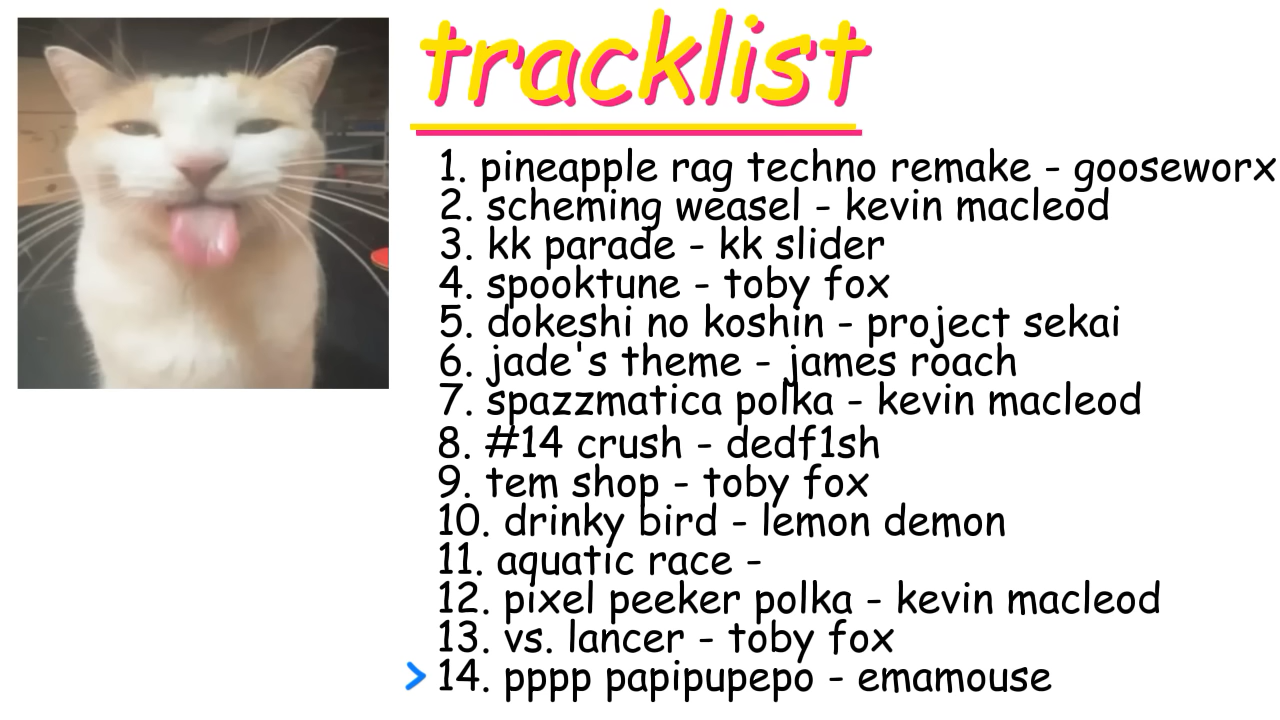 tracklist
1. pineapple rag techno remake - gooseworx
2. scheming weasel - kevin macleod
3. kk parade - kk slider
4. spooktune - toby fox
5. dokeshi no koshin - project sekai
6. jade's theme - james roach
7. spazzmatica polka - kevin macleod
8. #14 crush - dedf1sh
9. tem shop - toby fox
10. drinky bird - lemon demon
11. aquatic race -
12. pixel peeker polka - kevin macleod
13. vs. lancer - toby fox
> 14. pppp papipupepo - emamouse